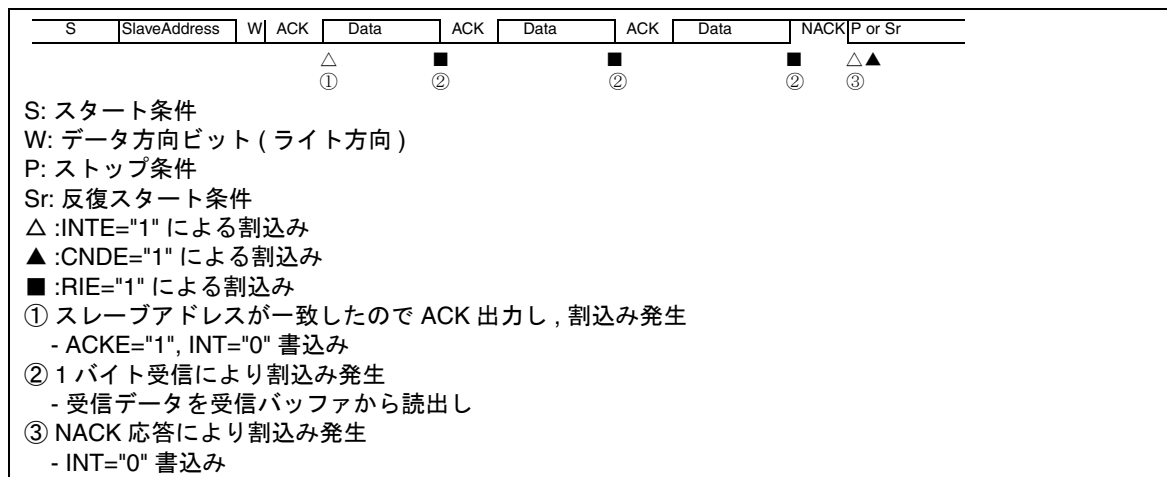 S SlaveAddress W ACK Data ACK Data ACK Data NACK P or Sr
△ ■ ■ ■ △▲
① ② ② ② ③
S: スタート条件
W: データ方向ビット ( ライト方向 )
P: ストップ条件
Sr: 反復スタート条件
△ :INTE="1" による割込み
▲ :CNDE="1" による割込み
■ :RIE="1" による割込み
① スレーブアドレスが一致したので ACK 出力し , 割込み発生
- ACKE="1", INT="0" 書込み
② 1 バイト受信により割込み発生
- 受信データを受信バッファから読出し
③ NACK 応答により割込み発生
- INT="0" 書込み